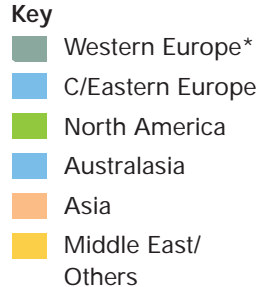 Key
Western Europe*
C/Eastern Europe
North America
Australasia
Asia
Middle East/
Others